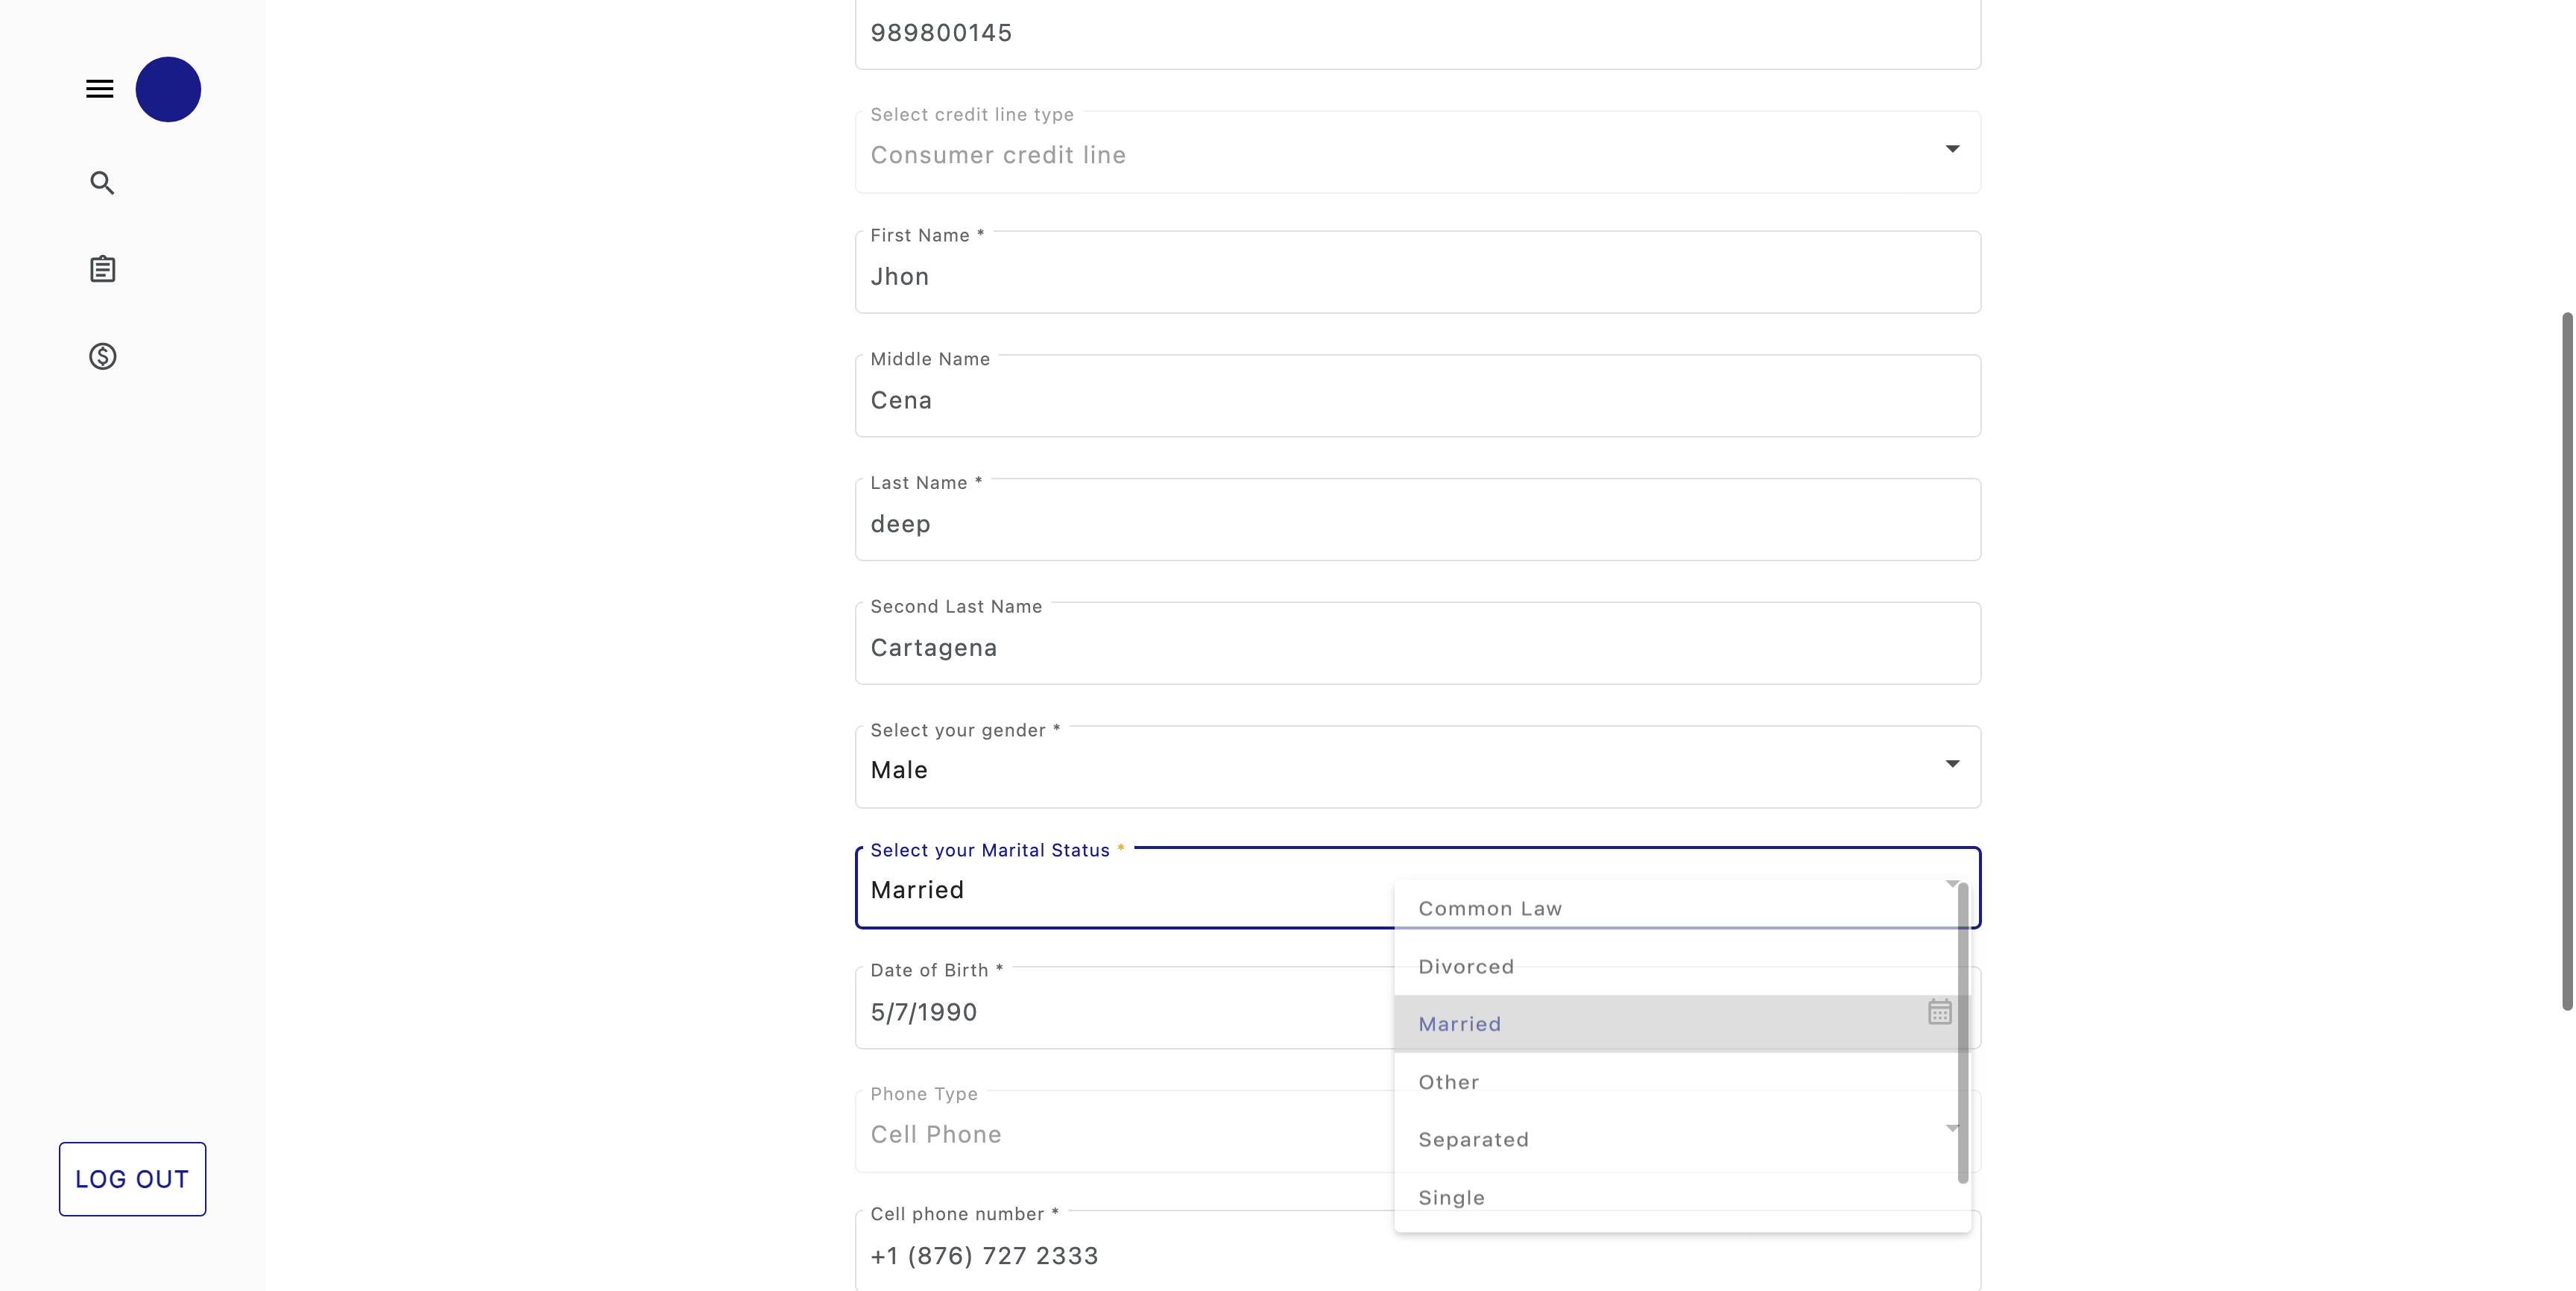 989800145
Select credit line type
Consumer credit line
First Name *
Jhon
Middle Name
Cena
Last Name *
deep
Second Last Name
Cartagena
Select your gender *
Male
Select your Marital Status *
Married
Common Law
Divorced
Married
Other
Separated
Single
Date of Birth *
5/7/1990
Phone Type
Cell Phone
Cell phone number *
+1 (876) 727 2333
LOG OUT